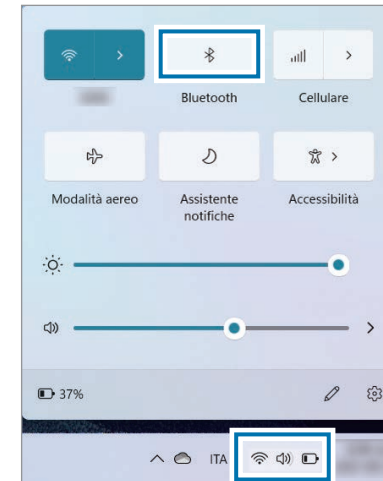 Bluetooth
Cellulare
Modalità aereo
Assistente
notifiche
Accessibilità
37%
ITA